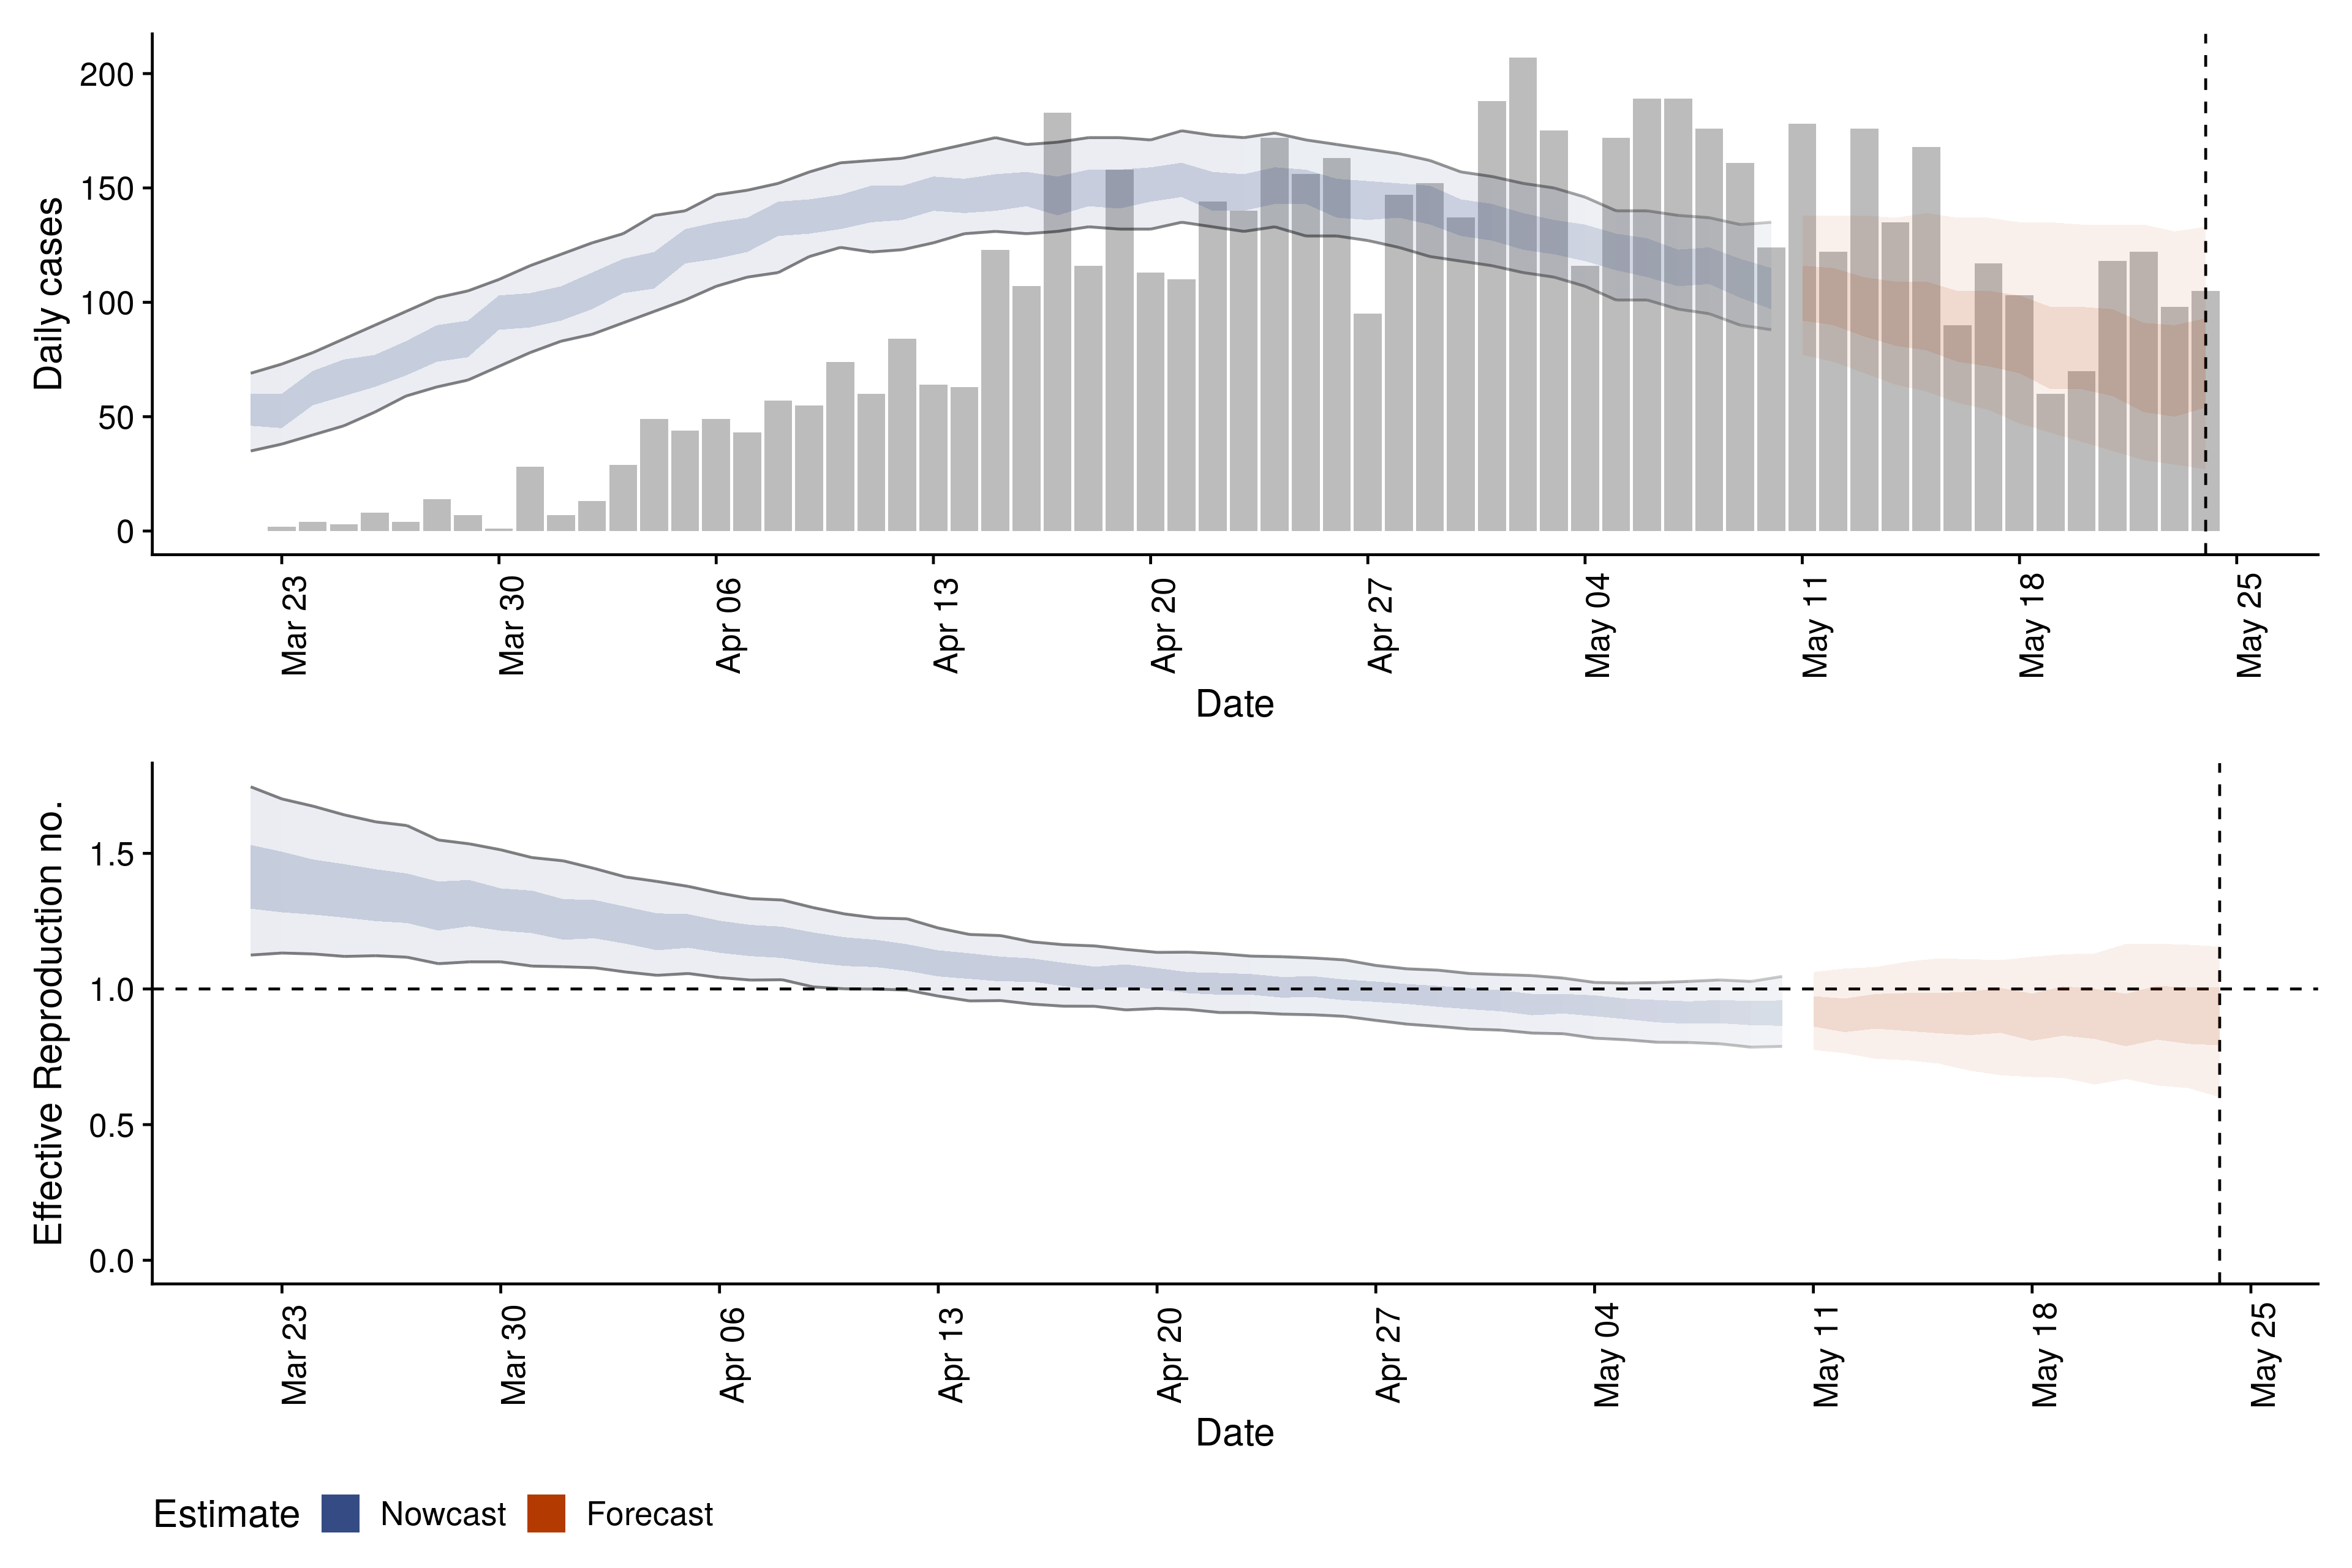 Daily cases
200
150
100
50
0
Mar 23
Mar 30
Apr 06
Apr 13
Apr 20
Apr 27
May 04
May 11
May 18
May 25
Date
Effective Reproduction no.
1.5
1.0
0.5
0.0
Mar 23
Mar 30
Apr 06
Apr 13
Apr 20
Apr 27
May 04
May 11
May 18
May 25
Date
Estimate Nowcast Forecast